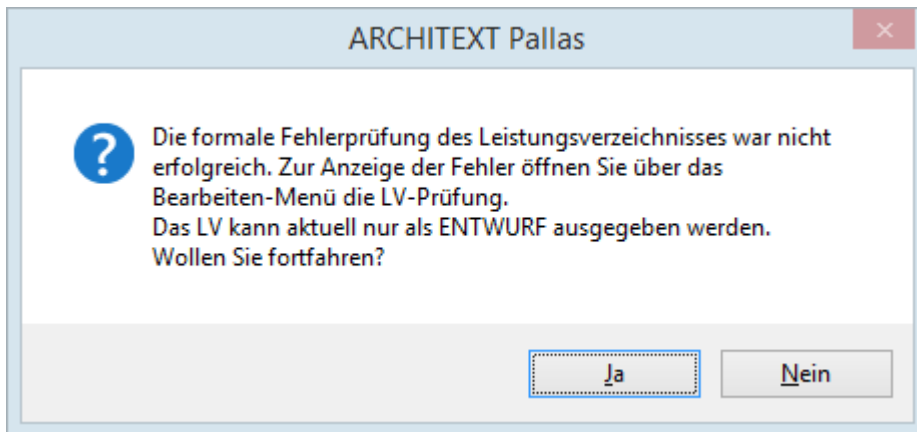 ARCHITEXT Pallas
Die formale Fehlerprüfung des Leistungsverzeichnisses war nicht
erfolgreich. Zur Anzeige der Fehler öffnen Sie über das
Bearbeiten-Menü die LV-Prüfung.
Das LV kann aktuell nur als ENTWURF ausgegeben werden.
Wollen Sie fortfahren?
Ja
Nein